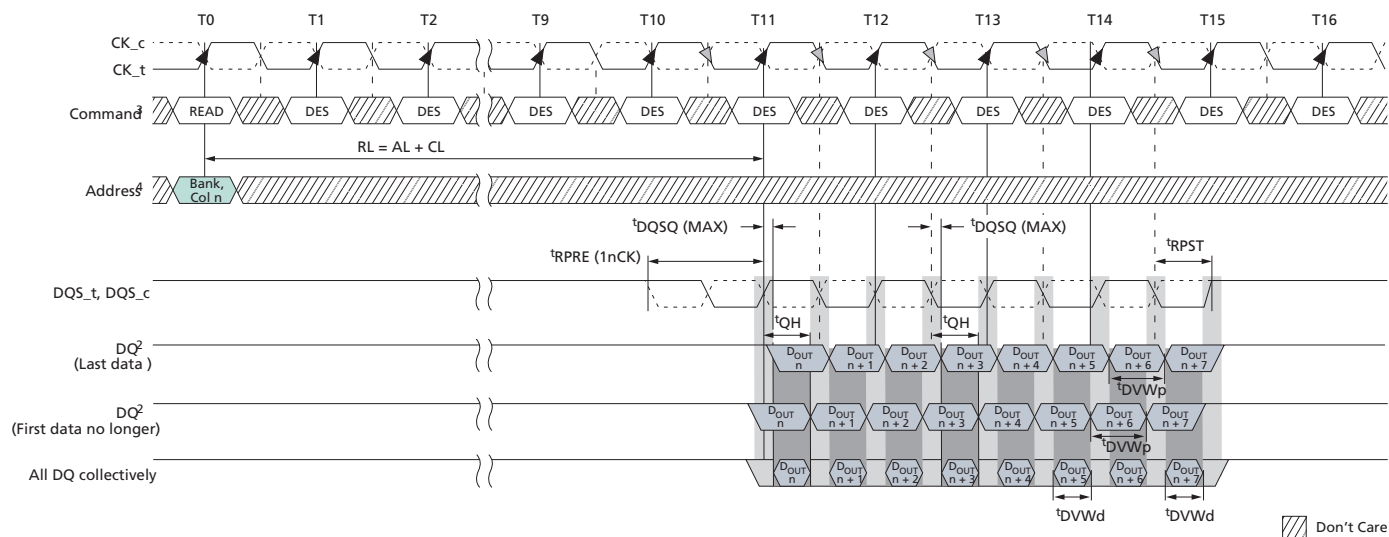 T0 T1 T2 T9 T10 T11 T12 T13 T14 T15 T16
CK_c
CK_t
Command3 READ DES DES DES DES DES DES DES DES DES DES
RL = AL + CL
Address4 Bank, Col n
tDQSQ (MAX) tDQSQ (MAX)
tRPRE (1nCK) tRPST
DQS_t, DQS_c
tQH tQH
DQ2 (Last data ) DOUT n DOUT n + 1 DOUT n + 2 DOUT n + 3 DOUT n + 4 DOUT n + 5 DOUT n + 6 DOUT n + 7
tDVWp
DQ2 (First data no longer) DOUT n DOUT n + 1 DOUT n + 2 DOUT n + 3 DOUT n + 4 DOUT n + 5 DOUT n + 6 DOUT n + 7
tDVWp
All DQ collectively DOUT n DOUT n + 1 DOUT n + 2 DOUT n + 3 DOUT n + 4 DOUT n + 5 DOUT n + 6 DOUT n + 7
tDVWd tDVWd
Don't Care